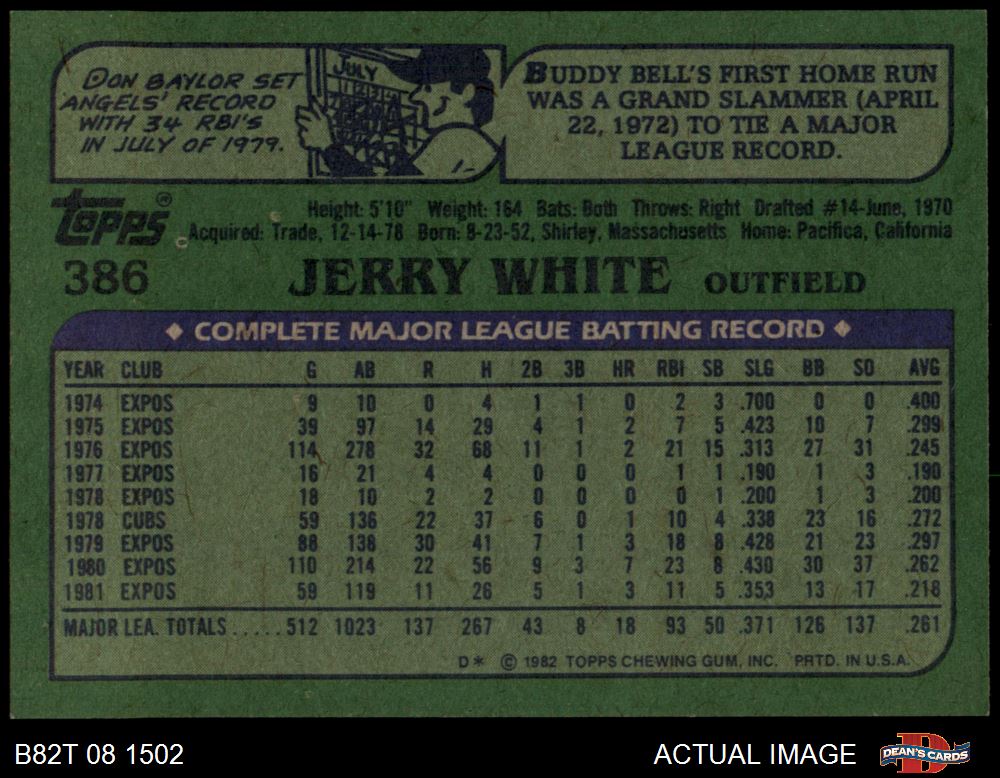 DON BAYLOR SET
ANGELS' RECORD
WITH 34 RBI'S
IN JULY OF 1979.
JULY
BUDDY BELL'S FIRST HOME RUN
WAS A GRAND SLAMMER (APRIL
22, 1972) TO TIE A MAJOR
LEAGUE RECORD.
Topps®
Height: 5'10" Weight: 164 Bats: Both Throws: Right Drafted #14-June, 1970
Acquired: Trade, 12-14-78 Born: 8-23-52, Shirley, Massachusetts Home: Pacifica, California
386 JERRY WHITE OUTFIELD
◆ COMPLETE MAJOR LEAGUE BATTING RECORD ◆
YEAR CLUB G AB R H 2B 3B HR RBI SB SLG BB SO AVG
1974 EXPOS 9 10 0 4 1 1 0 2 3 .700 0 0 .400
1975 EXPOS 39 97 14 29 4 1 2 7 5 .423 10 7 .299
1976 EXPOS 114 278 32 68 11 1 2 21 15 .313 27 31 .245
1977 EXPOS 16 21 4 4 0 0 0 1 1 .190 1 3 .190
1978 EXPOS 18 10 2 2 0 0 0 0 1 .200 1 3 .200
1978 CUBS 59 136 22 37 6 0 1 10 4 .338 23 16 .272
1979 EXPOS 88 138 30 41 7 1 3 18 8 .428 21 23 .297
1980 EXPOS 110 214 22 56 9 3 7 23 8 .430 30 37 .262
1981 EXPOS 59 119 11 26 5 1 3 11 5 .353 13 17 .218
MAJOR LEA. TOTALS.....512 1023 137 267 43 8 18 93 50 .371 126 137 .261
D* © 1982 TOPPS CHEWING GUM, INC. PRTD. IN U.S.A.
B82T 08 1502
ACTUAL IMAGE
D
DEAN'S CARDS